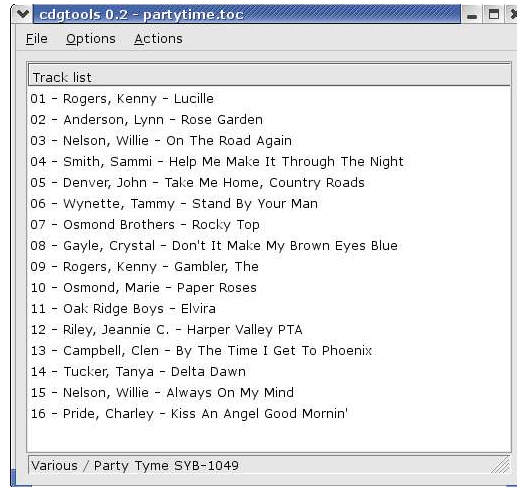 cdgtools 0.2 - partytime.toc
File Options Actions
Track list
01 - Rogers, Kenny - Lucille
02 - Anderson, Lynn - Rose Garden
03 - Nelson, Willie - On The Road Again
04 - Smith, Sammi - Help Me Make It Through The Night
05 - Denver, John - Take Me Home, Country Roads
06 - Wynette, Tammy - Stand By Your Man
07 - Osmond Brothers - Rocky Top
08 - Gayle, Crystal - Don't It Make My Brown Eyes Blue
09 - Rogers, Kenny - Gambler, The
10 - Osmond, Marie - Paper Roses
11 - Oak Ridge Boys - Elvira
12 - Riley, Jeannie C. - Harper Valley PTA
13 - Campbell, Clen - By The Time I Get To Phoenix
14 - Tucker, Tanya - Delta Dawn
15 - Nelson, Willie - Always On My Mind
16 - Pride, Charley - Kiss An Angel Good Mornin'
Various / Party Tyme SYB-1049